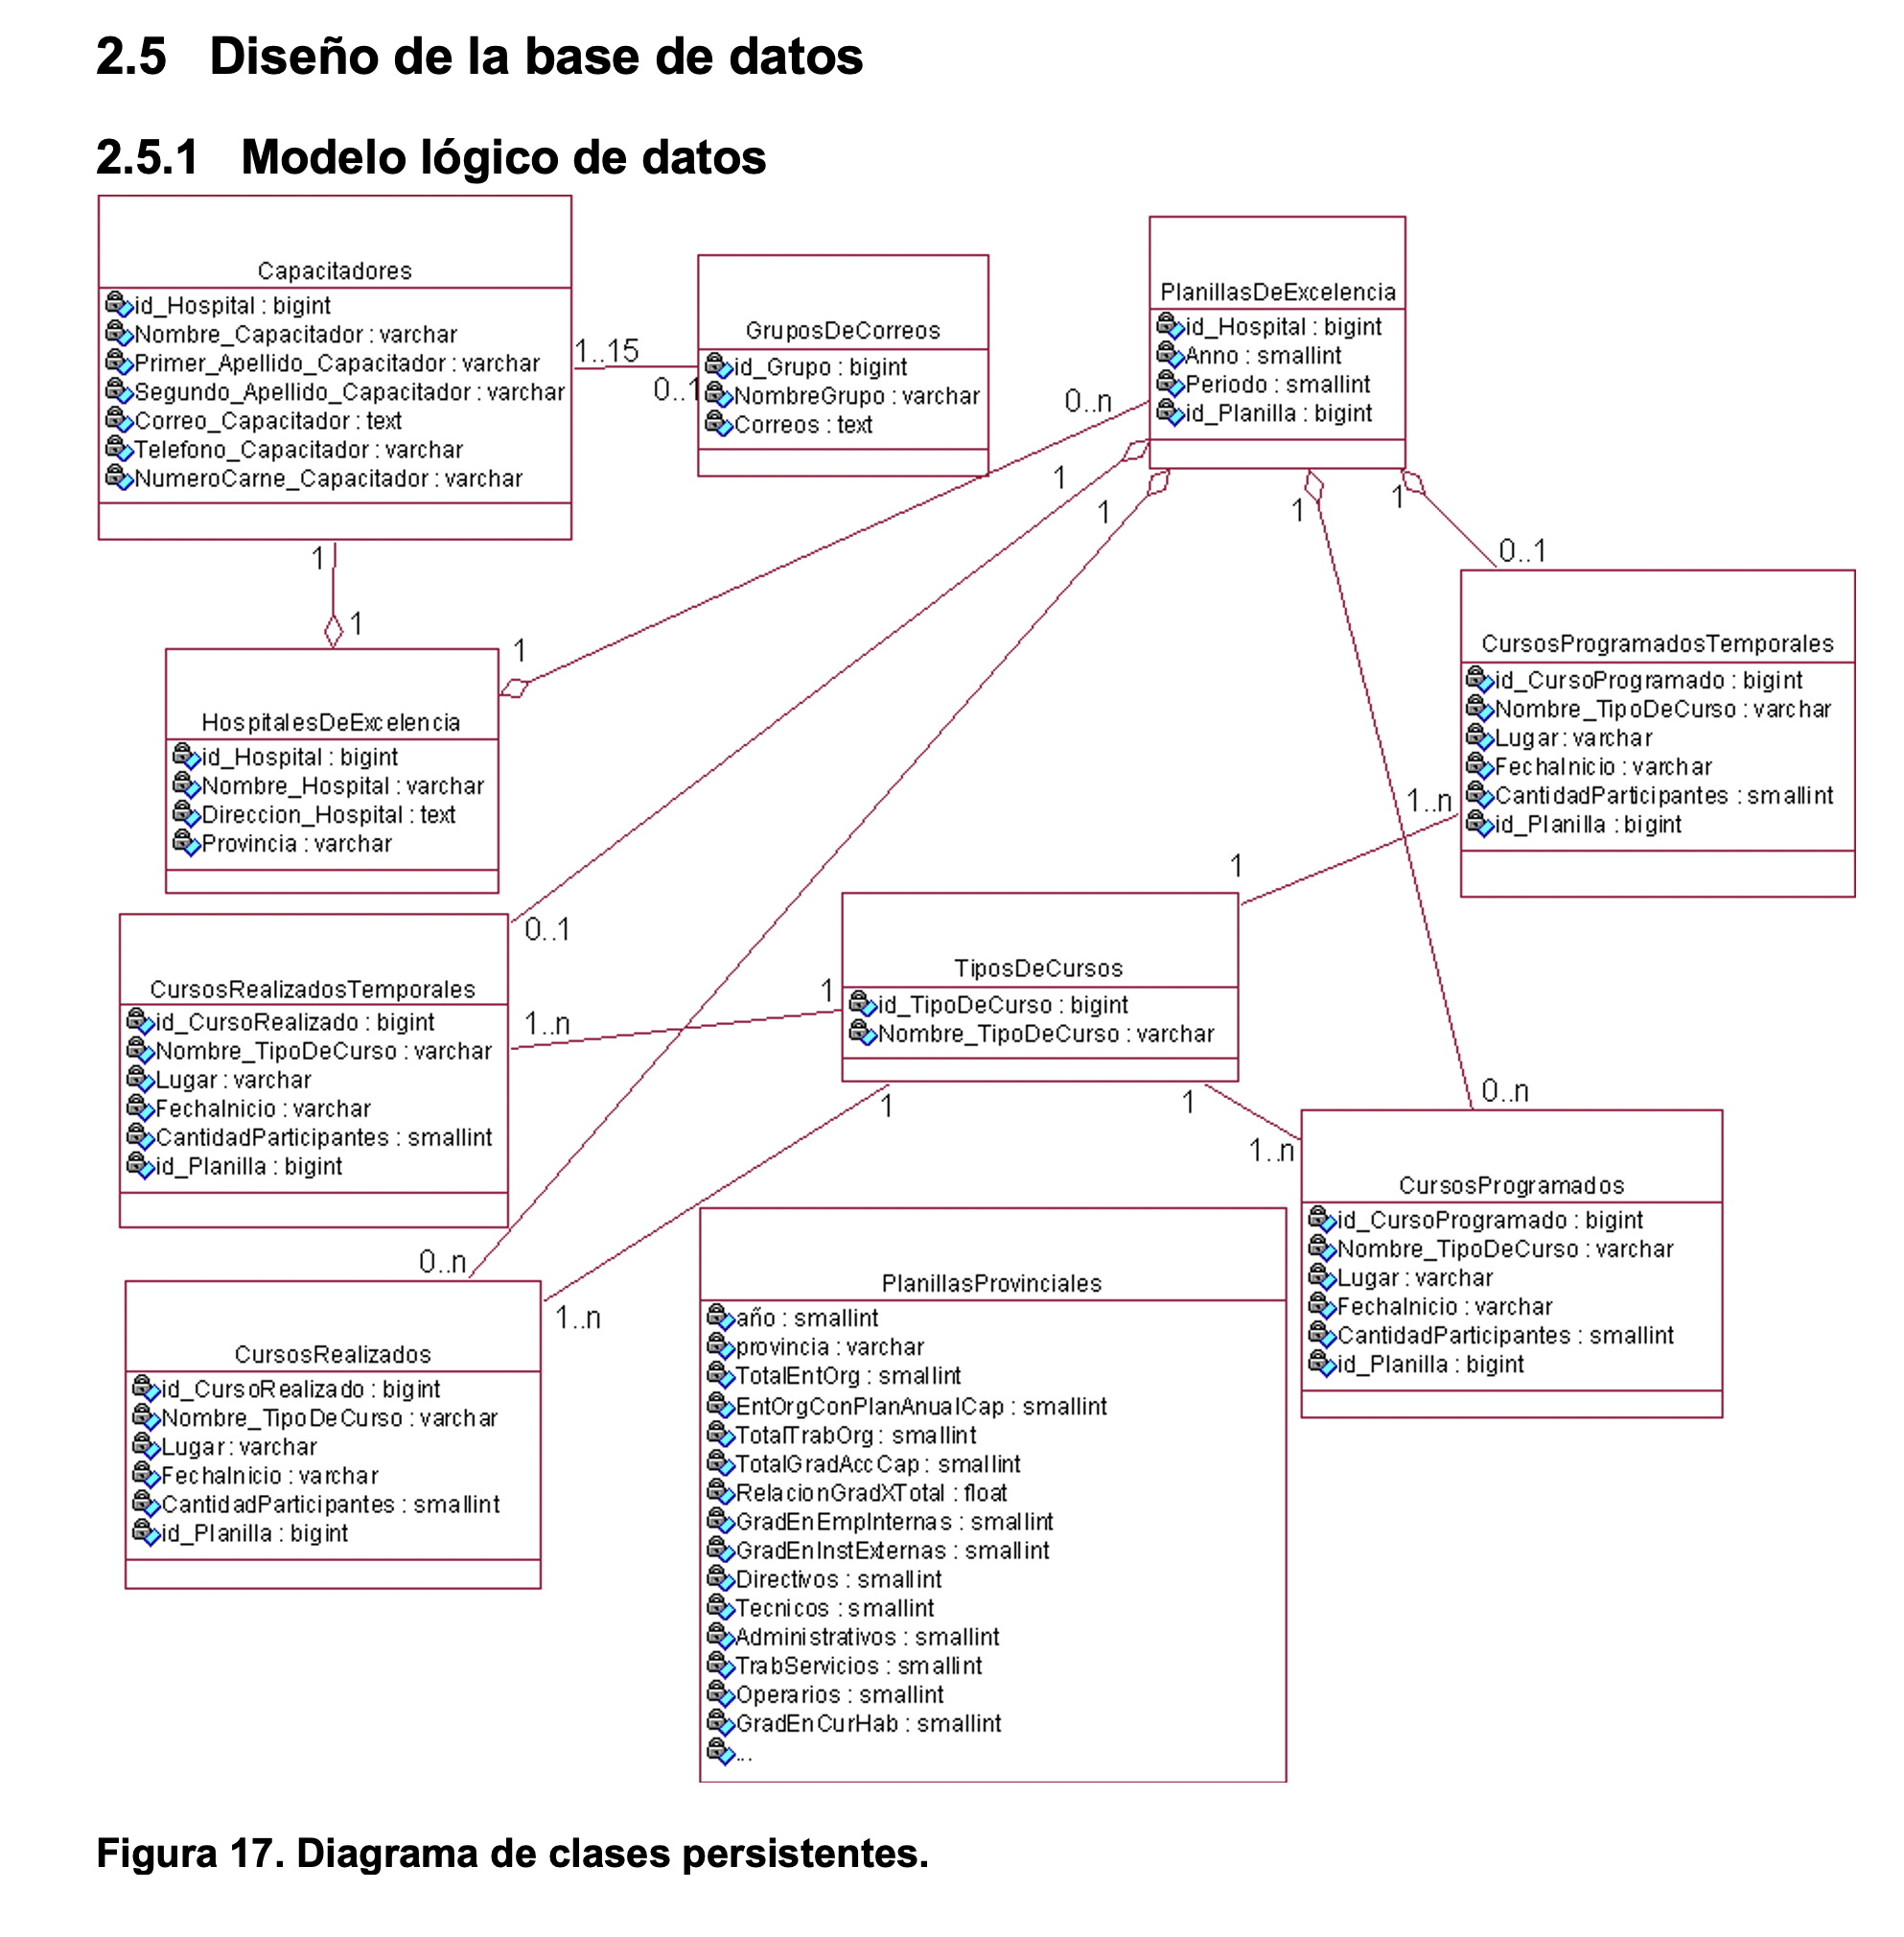 2.5 Diseño de la base de datos
2.5.1 Modelo lógico de datos
Capacitadores
id_Hospital : bigint
Nombre_Capacitador : varchar
Primer_Apellido_Capacitador : varchar
Segundo_Apellido_Capacitador : varchar
Correo_Capacitador : text
Telefono_Capacitador : varchar
NumeroCarne_Capacitador : varchar
1..15
0..1
GruposDeCorreos
id_Grupo : bigint
NombreGrupo : varchar
Correos : text
PlanillasDeExcelencia
id_Hospital : bigint
Anno : smallint
Periodo : smallint
id_Planilla : bigint
0..n
1
1
1
1
0..1
1
1
1
HospitalesDeExcelencia
id_Hospital : bigint
Nombre_Hospital : varchar
Direccion_Hospital : text
Provincia : varchar
CursosProgramadosTemporales
id_CursoProgramado : bigint
Nombre_TipoDeCurso : varchar
Lugar : varchar
FechaInicio : varchar
CantidadParticipantes : smallint
id_Planilla : bigint
1..n
1
0..1
CursosRealizadosTemporales
id_CursoRealizado : bigint
Nombre_TipoDeCurso : varchar
Lugar : varchar
FechaInicio : varchar
CantidadParticipantes : smallint
id_Planilla : bigint
1..n
1
TiposDeCursos
id_TipoDeCurso : bigint
Nombre_TipoDeCurso : varchar
1
1
0..n
1..n
CursosProgramados
id_CursoProgramado : bigint
Nombre_TipoDeCurso : varchar
Lugar : varchar
FechaInicio : varchar
CantidadParticipantes : smallint
id_Planilla : bigint
0..n
1..n
CursosRealizados
id_CursoRealizado : bigint
Nombre_TipoDeCurso : varchar
Lugar : varchar
FechaInicio : varchar
CantidadParticipantes : smallint
id_Planilla : bigint
PlanillasProvinciales
año : smallint
provincia : varchar
TotalEntOrg : smallint
EntOrgConPlanAnualCap : smallint
TotalTrabOrg : smallint
TotalGradAccCap : smallint
RelacionGradXTotal : float
GradEnEmpInternas : smallint
GradEnInstExternas : smallint
Directivos : smallint
Tecnicos : smallint
Administrativos : smallint
TrabServicios : smallint
Operarios : smallint
GradEnCurHab : smallint
...
Figura 17. Diagrama de clases persistentes.